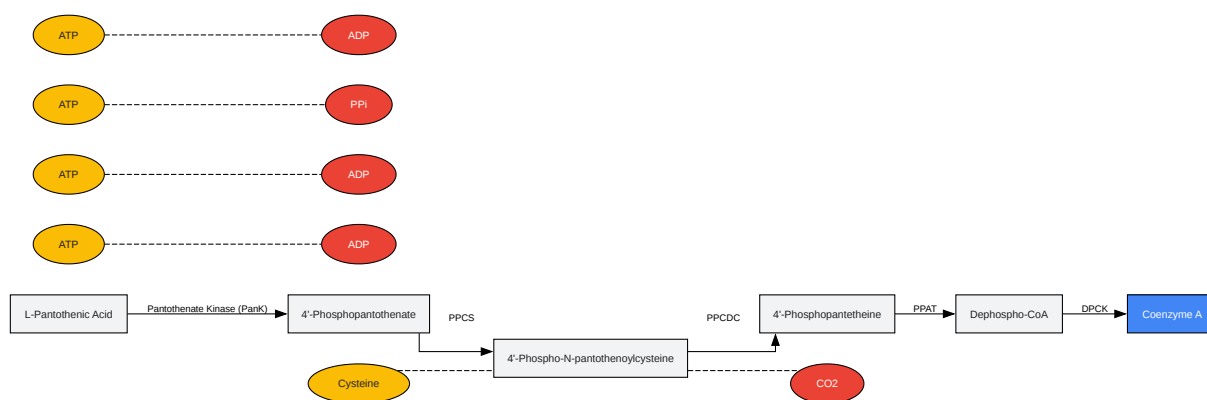 ATP
ADP
ATP
PPi
ATP
ADP
ATP
ADP
L-Pantothenic Acid
Pantothenate Kinase (PanK)
4'-Phosphopantothenate
PPCS
4'-Phospho-N-pantothenoylcysteine
PPCDC
4'-Phosphopantetheine
PPAT
Dephospho-CoA
DPCK
Coenzyme A
Cysteine
CO2